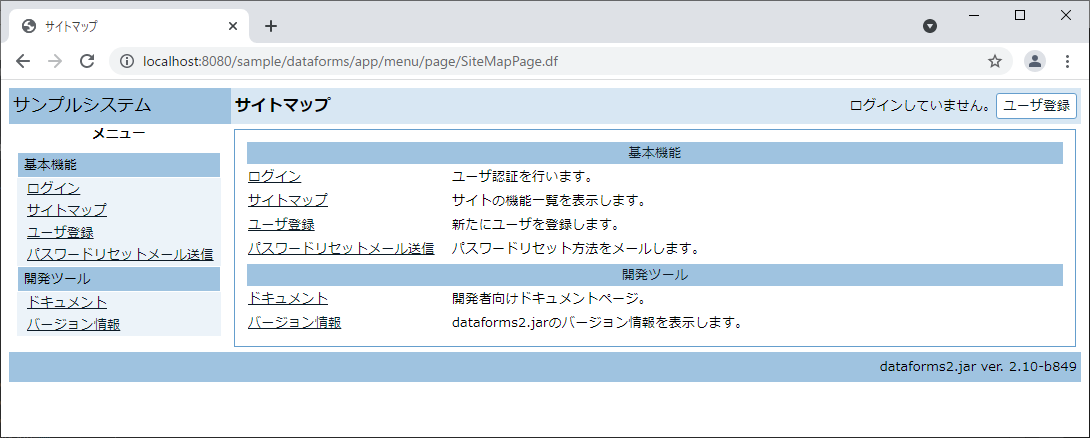 サイトマップ
localhost:8080/sample/dataforms/app/menu/page/SiteMapPage.df
サンプルシステム
サイトマップ
ログインしていません。 ユーザ登録
メニュー
基本機能
ログイン
サイトマップ
ユーザ登録
パスワードリセットメール送信
開発ツール
ドキュメント
バージョン情報
基本機能
ログイン ユーザ認証を行います。
サイトマップ サイトの機能一覧を表示します。
ユーザ登録 新たにユーザを登録します。
パスワードリセットメール送信 パスワードリセット方法をメールします。
開発ツール
ドキュメント 開発者向けドキュメントページ。
バージョン情報 dataforms2.jarのバージョン情報を表示します。
dataforms2.jar ver. 2.10-b849